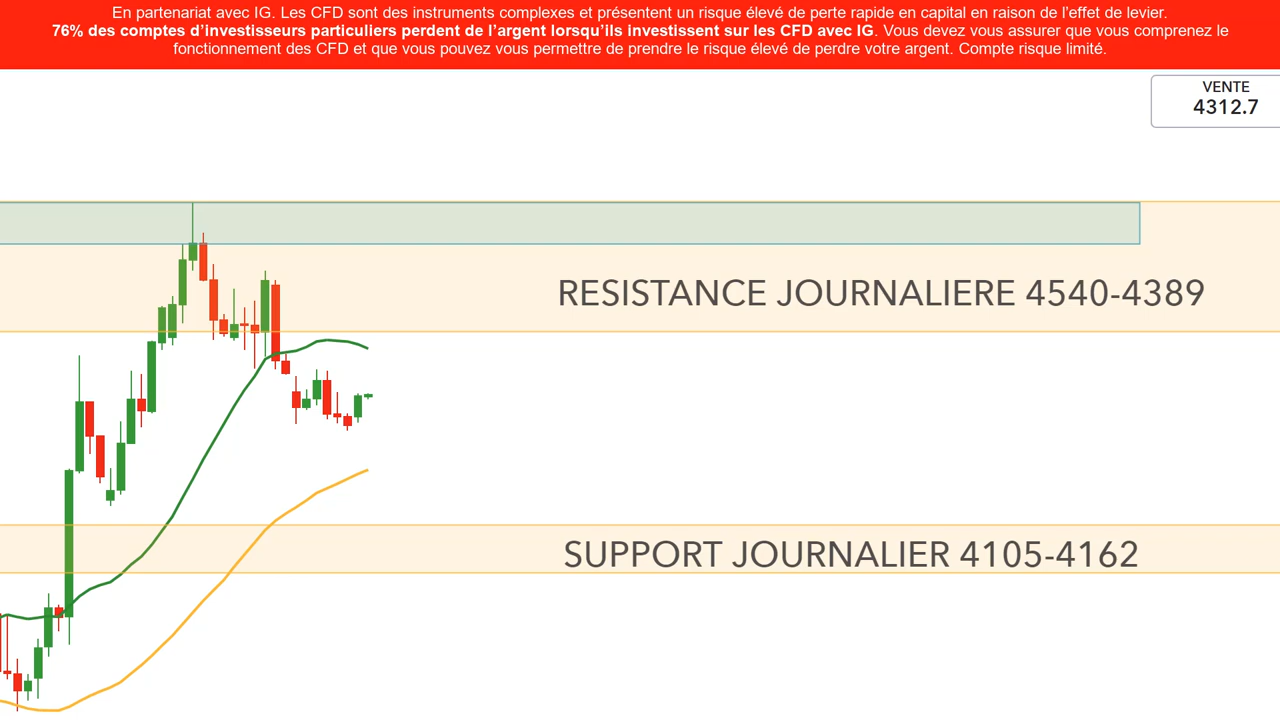 En partenariat avec IG. Les CFD sont des instruments complexes et présentent un risque élevé de perte rapide en capital en raison de l'effet de levier.
76% des comptes d'investisseurs particuliers perdent de l'argent lorsqu'ils investissent sur les CFD avec IG. Vous devez vous assurer que vous comprenez le
fonctionnement des CFD et que vous pouvez vous permettre de prendre le risque élevé de perdre votre argent. Compte risque limité.
VENTE
4312.7
RESISTANCE JOURNALIERE 4540-4389
SUPPORT JOURNALIER 4105-4162